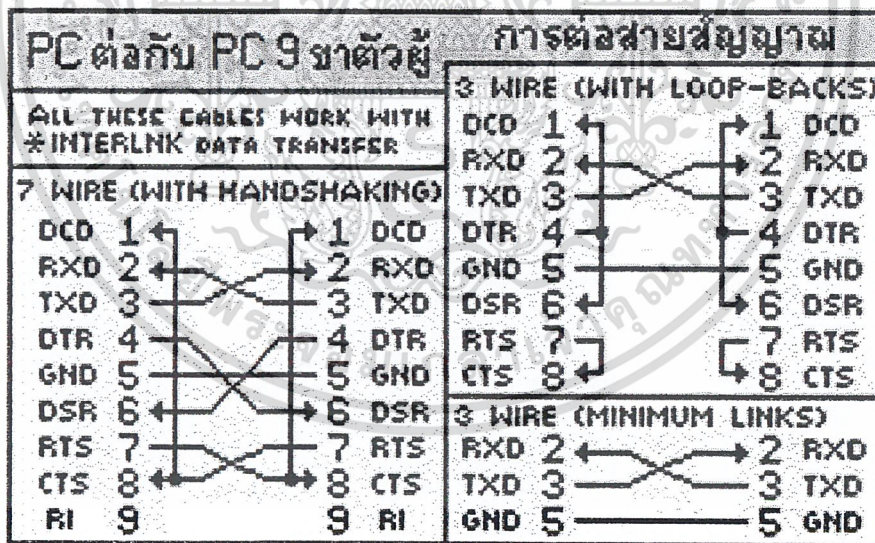 PC ต่อกับ PC 9 ขาตัวผู้
การต่อสายสัญญาณ
ALL THESE CABLES WORK WITH
*INTERLNK DATA TRANSFER
7 WIRE (WITH HANDSHAKING)
DCD 1 1 DCD
RXD 2 2 RXD
TXD 3 3 TXD
DTR 4 4 DTR
GND 5 5 GND
DSR 6 6 DSR
RTS 7 7 RTS
CTS 8 8 CTS
RI 9 9 RI
3 WIRE (WITH LOOP-BACKS)
DCD 1 1 DCD
RXD 2 2 RXD
TXD 3 3 TXD
DTR 4 4 DTR
GND 5 5 GND
DSR 6 6 DSR
RTS 7 7 RTS
CTS 8 8 CTS
3 WIRE (MINIMUM LINKS)
RXD 2 2 RXD
TXD 3 3 TXD
GND 5 5 GND